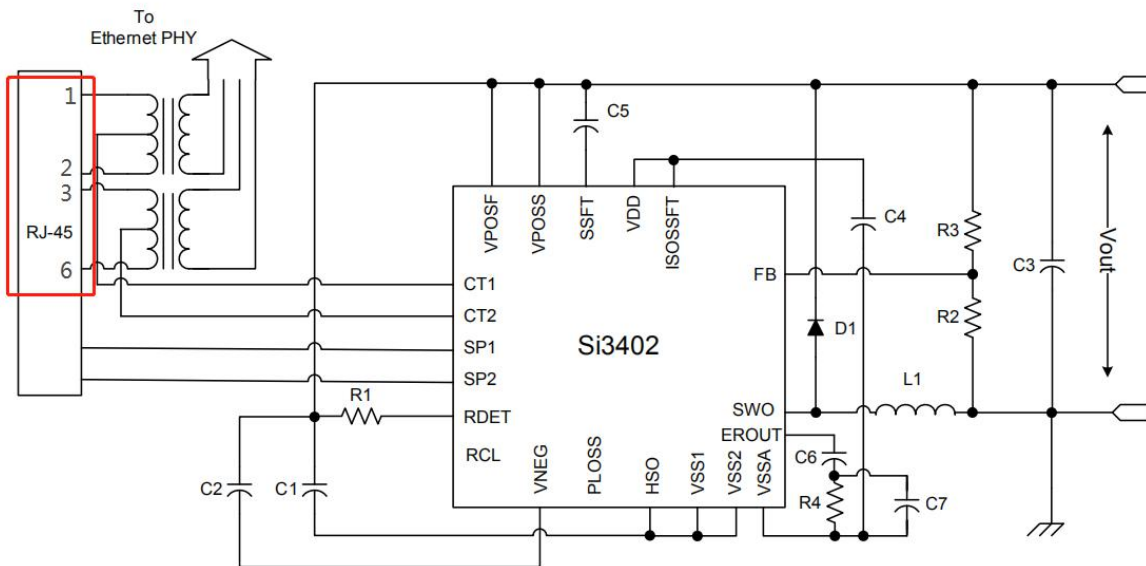 To
Ethernet PHY
1
2
3
RJ-45
6
C5
VPOSF
VPOSS
SSFT
VDD
ISOSSFT
C4
R3
C3
Vout
FB
R2
CT1
CT2
SP1
SP2
RDET
RCL
Si3402
D1
L1
R1
SWO
EROUT
C6
VNEG
PLOSS
HSO
VSS1
VSS2
VSSA
C2
C1
R4
C7